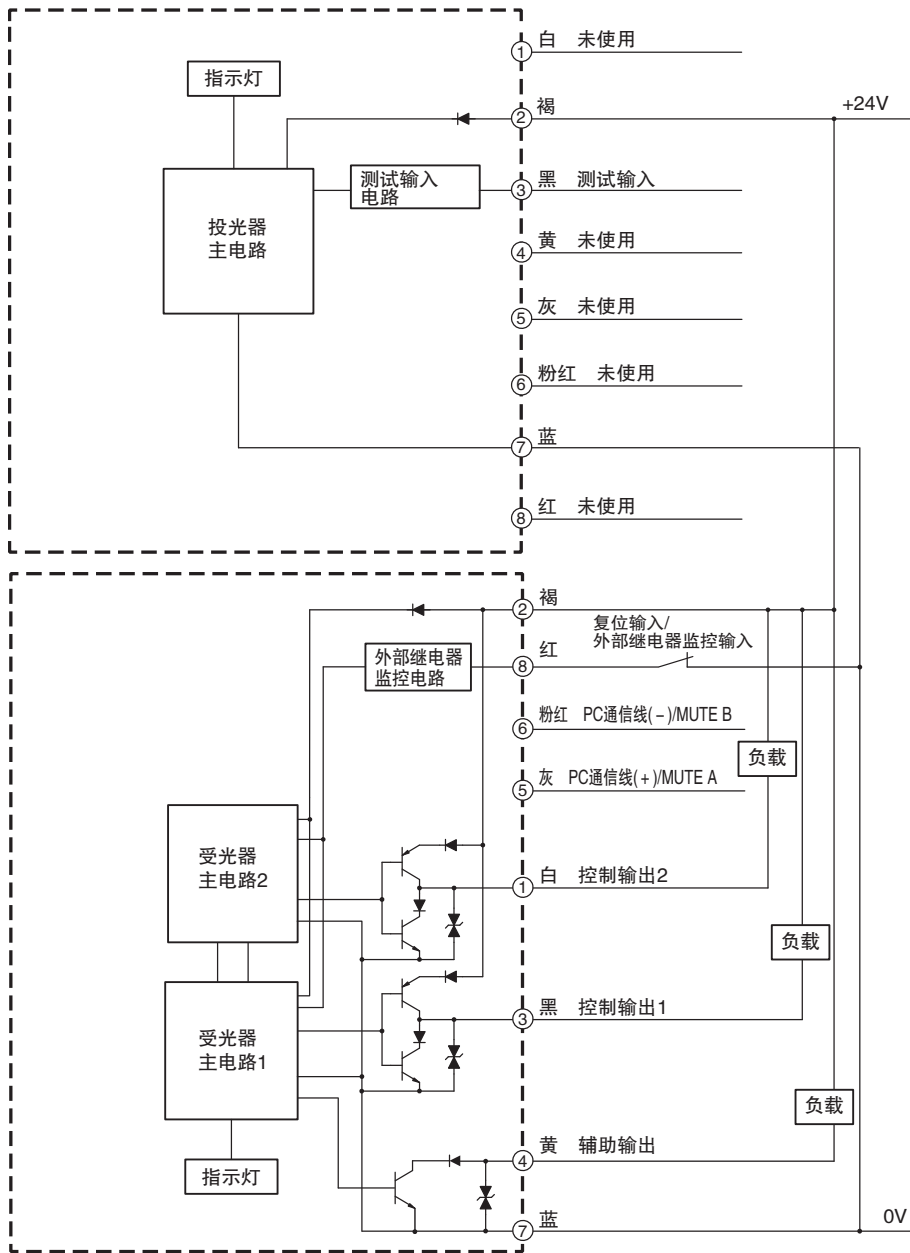 ① 白 未使用
指示灯
② 褐
+24V
测试输入
电路
③ 黑 测试输入
投光器
主电路
④ 黄 未使用
⑤ 灰 未使用
⑥ 粉红 未使用
⑦ 蓝
⑧ 红 未使用
② 褐
复位输入/
外部继电器监控输入
外部继电器
监控电路
⑧ 红
⑥ 粉红 PC通信线(-)/MUTE B
负载
⑤ 灰 PC通信线(+)/MUTE A
受光器
主电路2
① 白 控制输出2
负载
受光器
主电路1
③ 黑 控制输出1
负载
指示灯
④ 黄 辅助输出
⑦ 蓝
0V